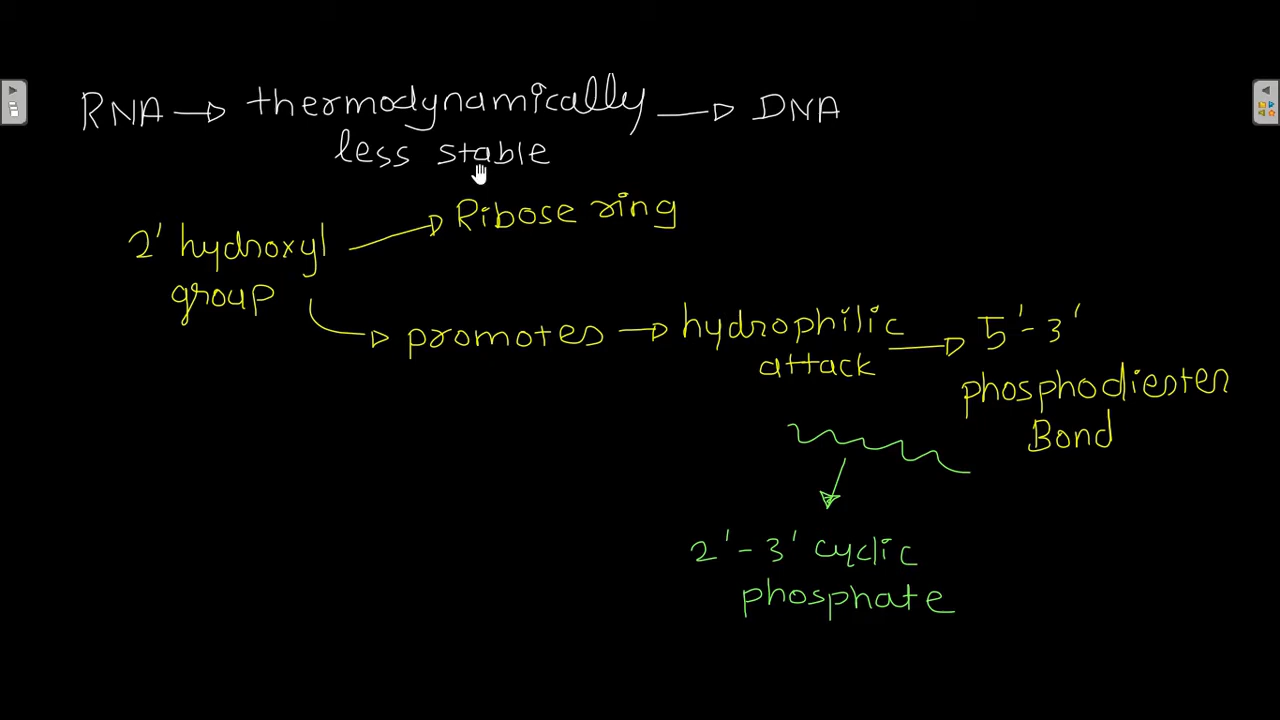 RNA → thermodynamically → DNA
less stable
2' hydroxyl → Ribose ring
group
→ promotes → hydrophilic → 5'-3'
attack
phosphodiester
Bond
2'-3' cyclic
phosphate